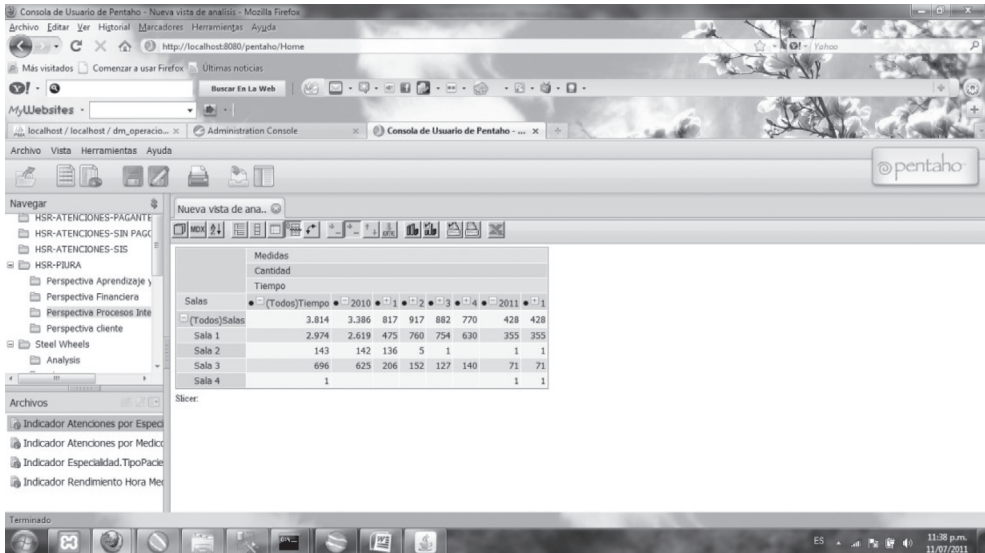 Consola de Usuario de Pentaho - Nueva vista de analisis - Mozilla Firefox
Archivo Editar Ver Historial Marcadores Herramientas Ayuda
http://localhost:8080/pentaho/Home
Yahoo
Más visitados Comenzar a usar Firefox Últimas noticias
Buscar En La Web
MyWebsites
localhost / localhost / dm_operacio... Administration Console Consola de Usuario de Pentaho - ...
Archivo Vista Herramientas Ayuda
pentaho
Navegar
HSR-ATENCIONES-PAGANTE
HSR-ATENCIONES-SIN PAGO
HSR-ATENCIONES-SIS
HSR-PIURA
Perspectiva Aprendizaje y
Perspectiva Financiera
Perspectiva Procesos Inte
Perspectiva cliente
Steel Wheels
Analysis
Archivos
Indicador Atenciones por Especi
Indicador Atenciones por Medico
Indicador Especialidad.TipoPacie
Indicador Rendimiento Hora Med
Nueva vista de ana..
MDX
Medidas
Cantidad
Tiempo
Salas (Todos)Tiempo 2010 1 2 3 4 2011 1
(Todos)Salas 3.814 3.386 817 917 882 770 428 428
Sala 1 2.974 2.619 475 760 754 630 355 355
Sala 2 143 142 136 5 1 1 1
Sala 3 696 625 206 152 127 140 71 71
Sala 4 1 1 1
Slicer:
Terminado
ES
11:38 p.m.
11/07/2011